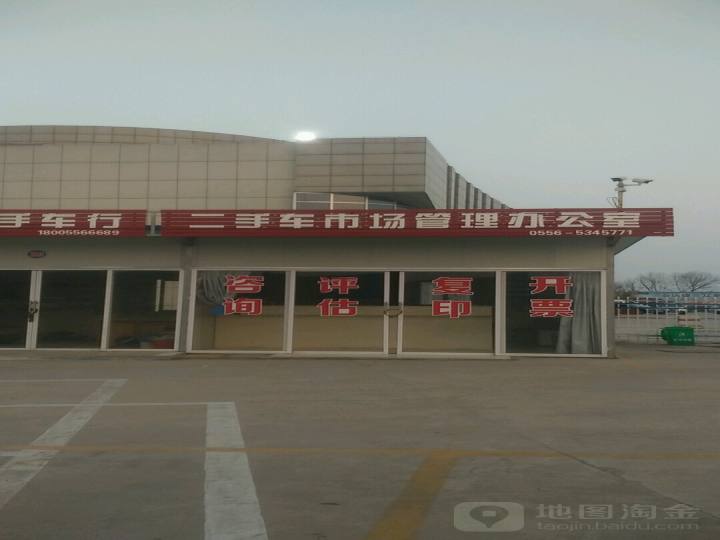 手车行
18005566689
二手车市场管理办公室
0556-5345771
咨询
评估
复印
开票
地图淘金
taojin.baidu.com